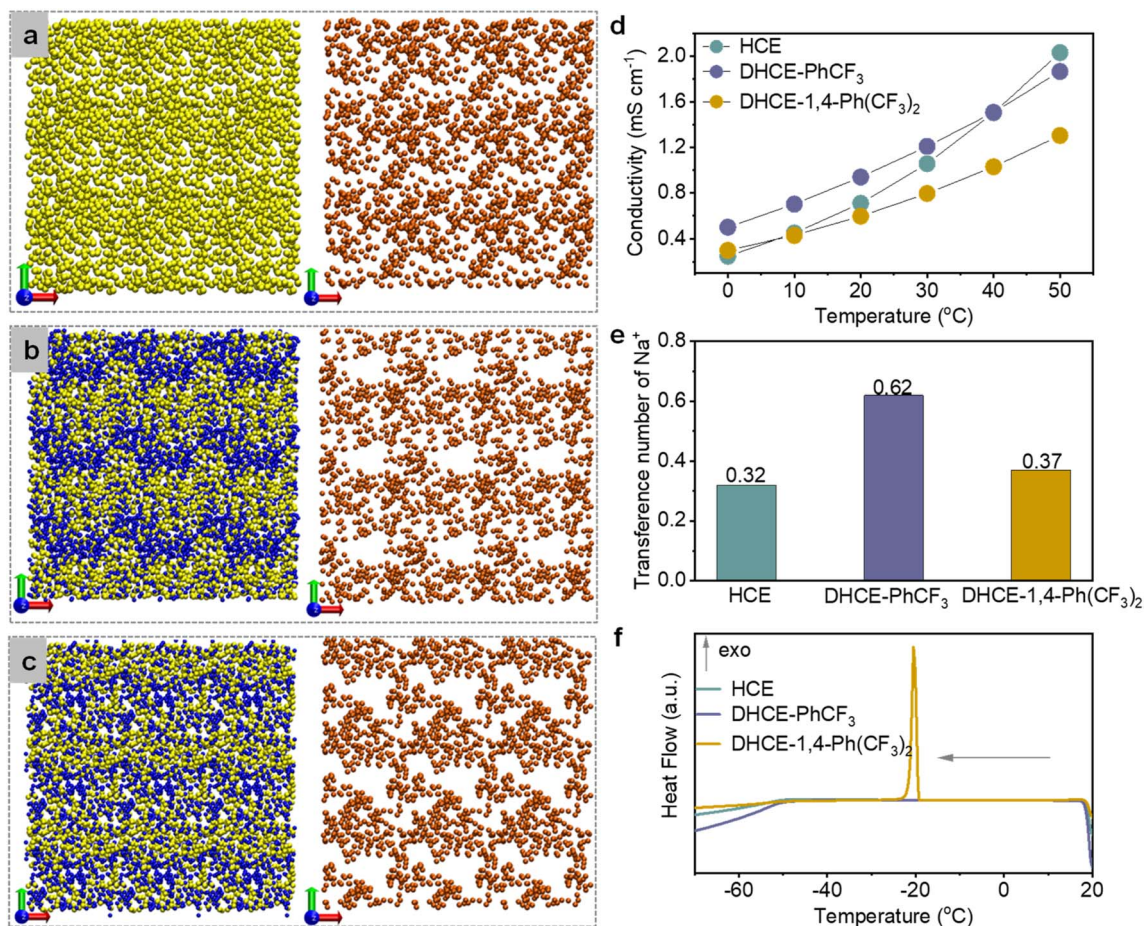 a
z
z
b
z
z
c
z
z
d
HCE
DHCE-PhCF₃
DHCE-1,4-Ph(CF₃)₂
Conductivity (mS cm⁻¹)
2.0
1.6
1.2
0.8
0.4
0
10
20
30
40
50
Temperature (°C)
e
Transference number of Na⁺
0.8
0.6
0.4
0.2
0.0
0.32
0.62
0.37
HCE
DHCE-PhCF₃
DHCE-1,4-Ph(CF₃)₂
f
exo
HCE
DHCE-PhCF₃
DHCE-1,4-Ph(CF₃)₂
Heat Flow (a.u.)
-60
-40
-20
0
20
Temperature (°C)